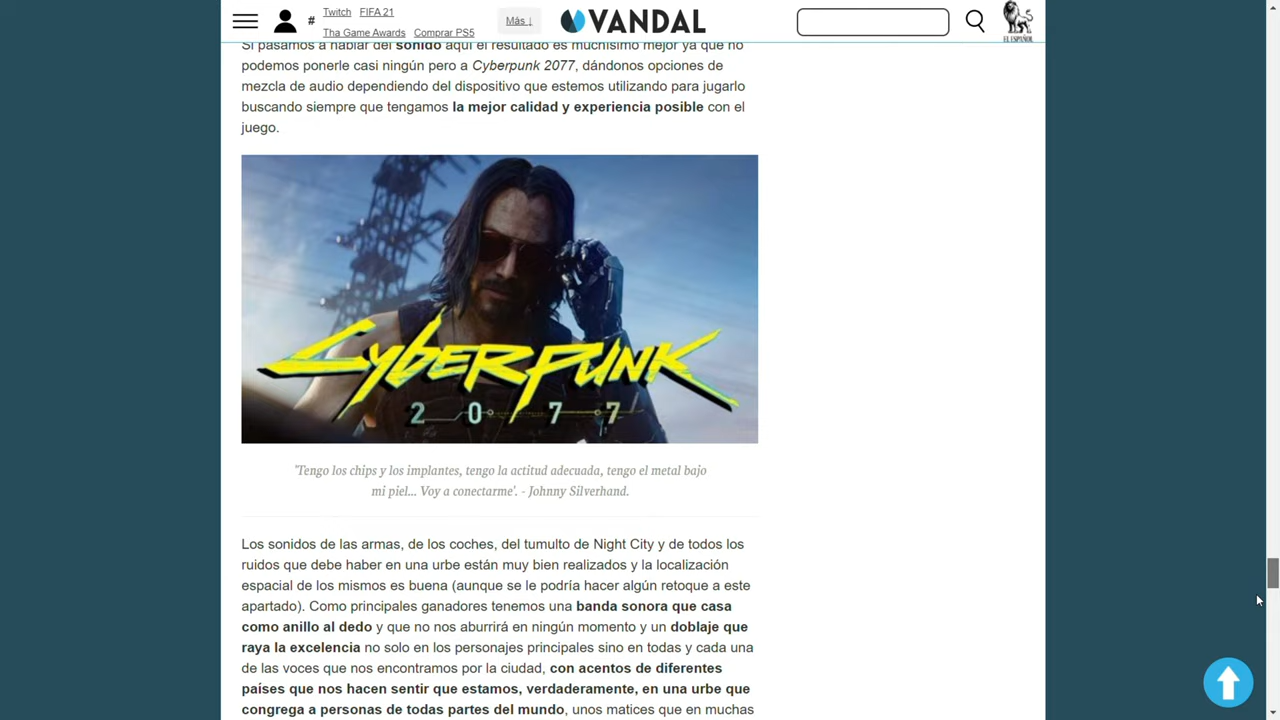 Twitch FIFA 21
#
Tha Game Awards Comprar PS5
Más ↓
VANDAL
EL ESPAÑOL
Si pasamos a hablar del sonido aquí el resultado es muchísimo mejor ya que no
podemos ponerle casi ningún pero a Cyberpunk 2077, dándonos opciones de
mezcla de audio dependiendo del dispositivo que estemos utilizando para jugarlo
buscando siempre que tengamos la mejor calidad y experiencia posible con el
juego.
CYBERPUNK
2077
"Tengo los chips y los implantes, tengo la actitud adecuada, tengo el metal bajo
mi piel... Voy a conectarme'. - Johnny Silverhand.
Los sonidos de las armas, de los coches, del tumulto de Night City y de todos los
ruidos que debe haber en una urbe están muy bien realizados y la localización
espacial de los mismos es buena (aunque se le podría hacer algún retoque a este
apartado). Como principales ganadores tenemos una banda sonora que casa
como anillo al dedo y que no nos aburrirá en ningún momento y un doblaje que
raya la excelencia no solo en los personajes principales sino en todas y cada una
de las voces que nos encontramos por la ciudad, con acentos de diferentes
países que nos hacen sentir que estamos, verdaderamente, en una urbe que
congrega a personas de todas partes del mundo, unos matices que en muchas